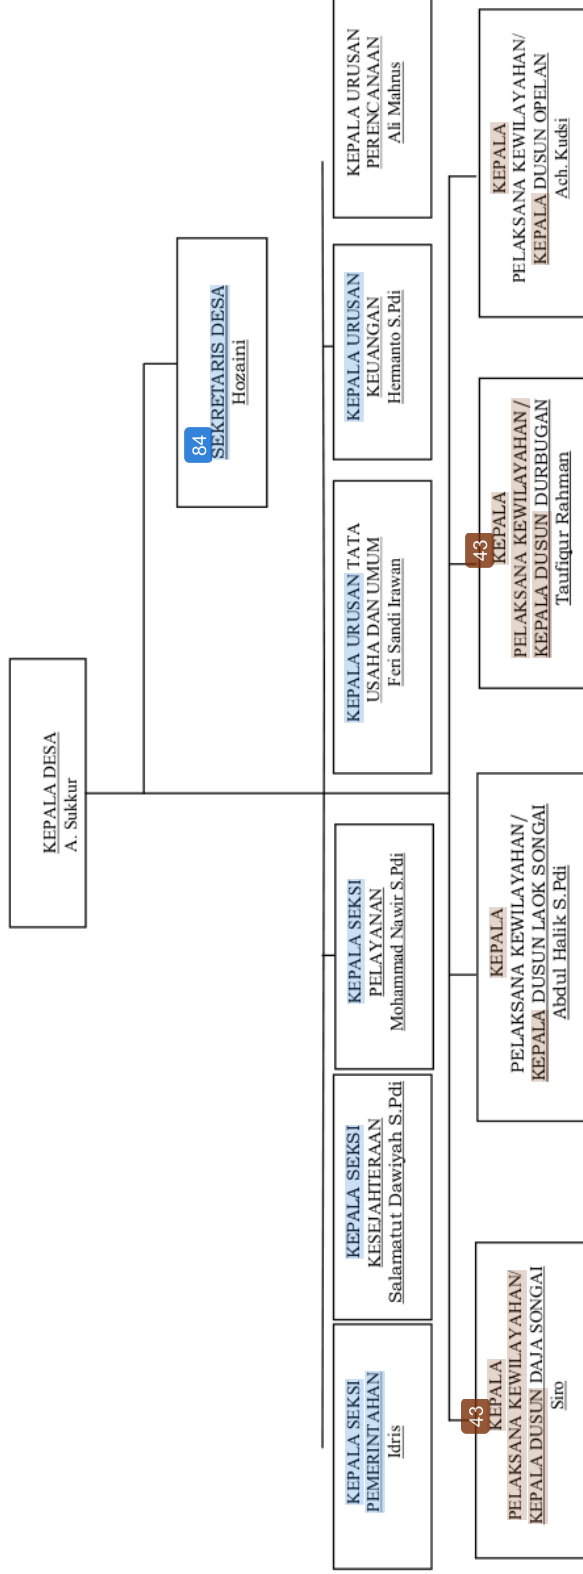 KEPALA DESA
A. Sukkur
84
SEKRETARIS DESA
Hozaini
KEPALA SEKSI
PEMERINTAHAN
Idris
KEPALA SEKSI
KESEJAHTERAAN
Salamatut Dawiyah S.Pdi
KEPALA SEKSI
PELAYANAN
Mohammad Nawir S.Pdi
KEPALA URUSAN TATA
USAHA DAN UMUM
Feri Sandi Irawan
KEPALA URUSAN
KEUANGAN
Hermanto S.Pdi
KEPALA URUSAN
PERENCANAAN
Ali Mahrus
43
KEPALA
PELAKSANA KEWILAYAHAN/
KEPALA DUSUN DAJA SONGAI
Siro
KEPALA
PELAKSANA KEWILAYAHAN/
KEPALA DUSUN LAOK SONGAI
Abdul Halik S.Pdi
43
KEPALA
PELAKSANA KEWILAYAHAN/
KEPALA DUSUN DURBUGAN
Taufiqur Rahman
KEPALA
PELAKSANA KEWILAYAHAN/
KEPALA DUSUN OPELAN
Ach. Kudsi